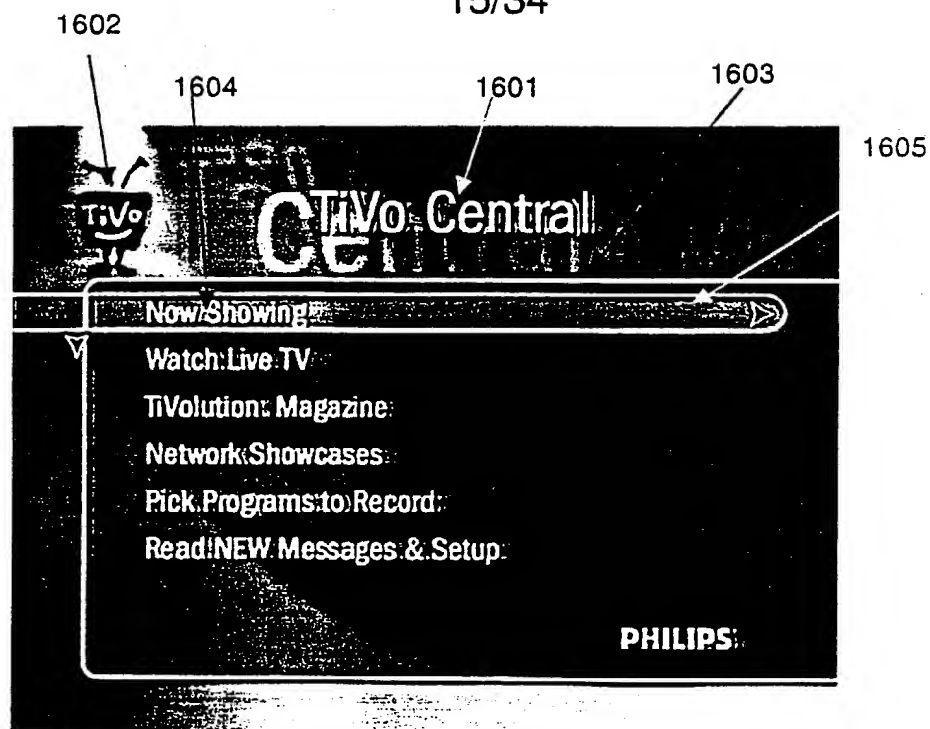 15/34
1602
1604
1601
1603
1605
TiVo
TiVo Central
Now Showing
Watch Live TV
TiVolution Magazine
Network Showcases
Pick Programs to Record
Read NEW Messages & Setup
PHILIPS